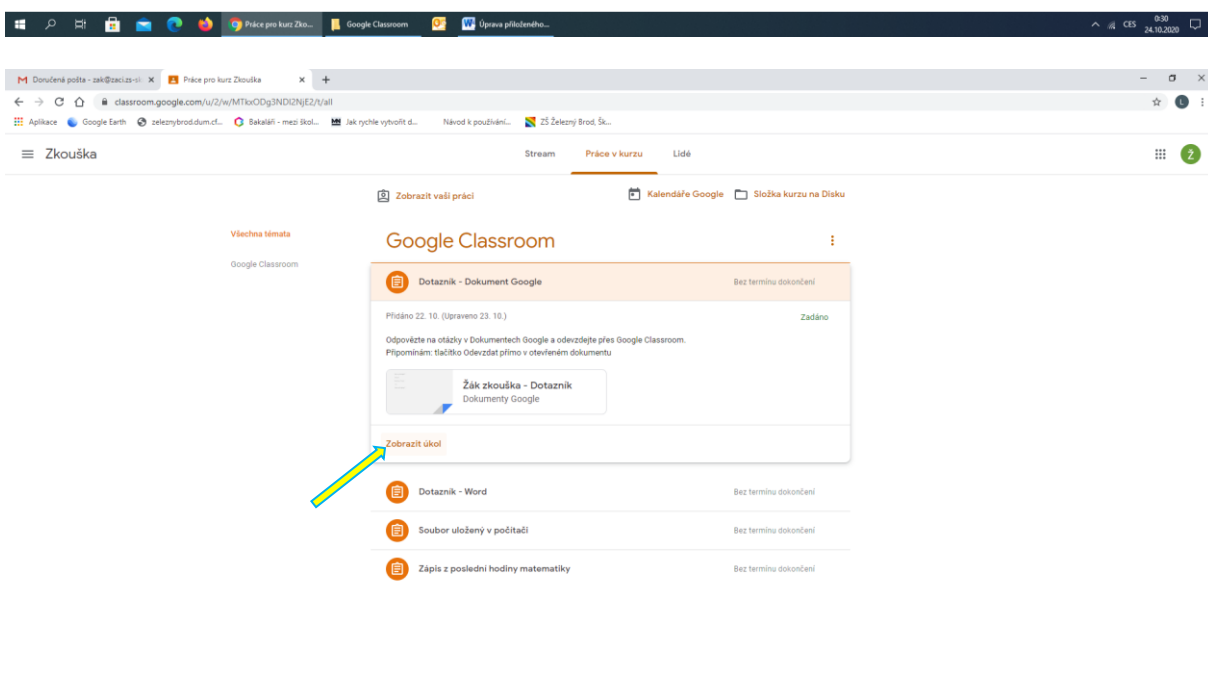 Práce pro kurz Zko...
Google Classroom
Úprava přiloženého...
CES
0:30
24.10.2020
Doručená pošta - zak@zaci.zs-sk
Práce pro kurz Zkouška
classroom.google.com/u/2/w/MTkxODg3NDI2NjE2/t/all
L
Aplikace
Google Earth
zeleznybrod.dum.cf...
Bakaláři - mezi škol...
Jak rychle vytvořit d...
Návod k používání...
ZŠ Železný Brod, Šk...
Zkouška
Stream
Práce v kurzu
Lidé
Ž
Zobrazit vaši práci
Kalendáře Google
Složka kurzu na Disku
Všechna témata
Google Classroom
Google Classroom
Dotazník - Dokument Google
Bez termínu dokončení
Přidáno 22. 10. (Upraveno 23. 10.)
Zadáno
Odpovězte na otázky v Dokumentech Google a odevzdejte přes Google Classroom.
Připomínám: tlačítko Odevzdat přímo v otevřeném dokumentu
Žák zkouška - Dotazník
Dokumenty Google
Zobrazit úkol
Dotazník - Word
Bez termínu dokončení
Soubor uložený v počítači
Bez termínu dokončení
Zápis z poslední hodiny matematiky
Bez termínu dokončení